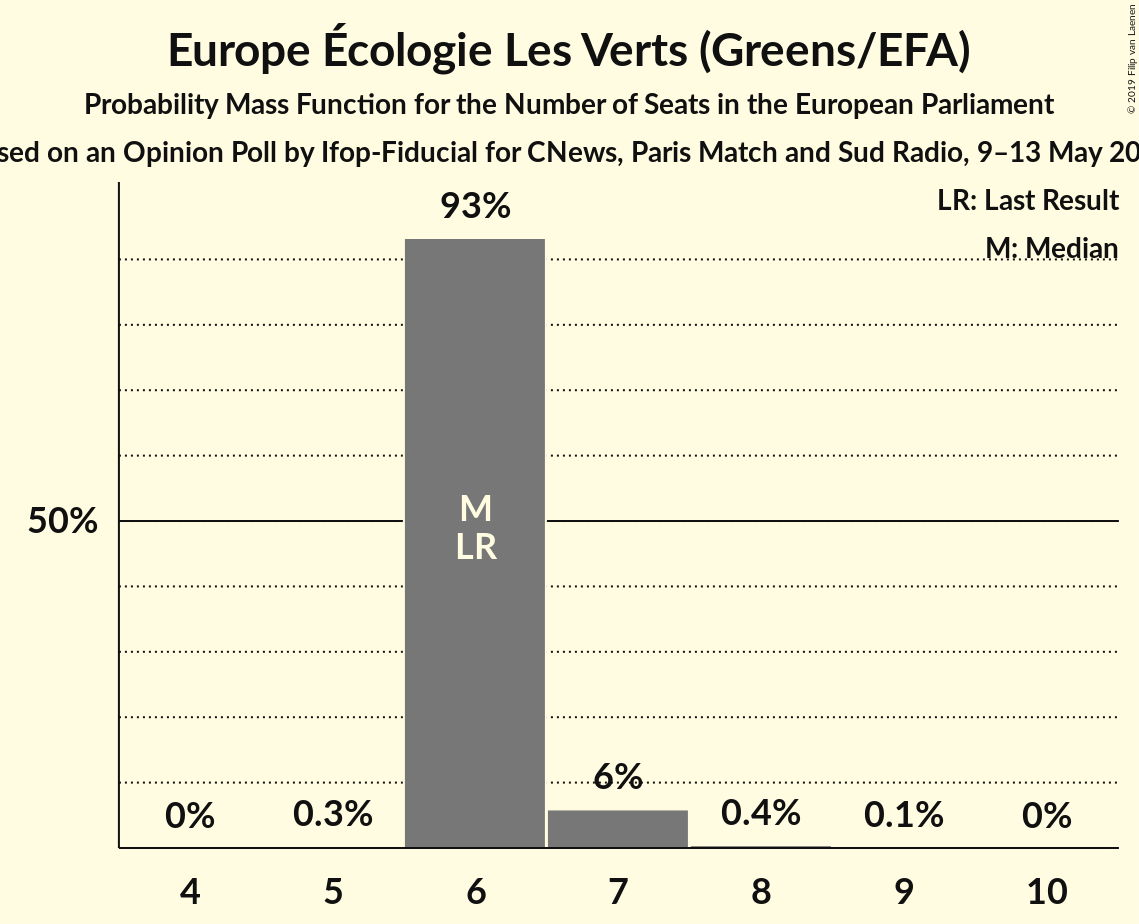 Europe Écologie Les Verts (Greens/EFA)
Probability Mass Function for the Number of Seats in the European Parliament
on an Opinion Poll by Ifop-Fiducial for CNews, Paris Match and Sud Radio, 9–13 May
© 2019 Filip van Laenen
LR: Last Result
M: Median
93%
50%
M
LR
0%
0.3%
6%
0.4%
0.1%
0%
4
5
6
7
8
9
10